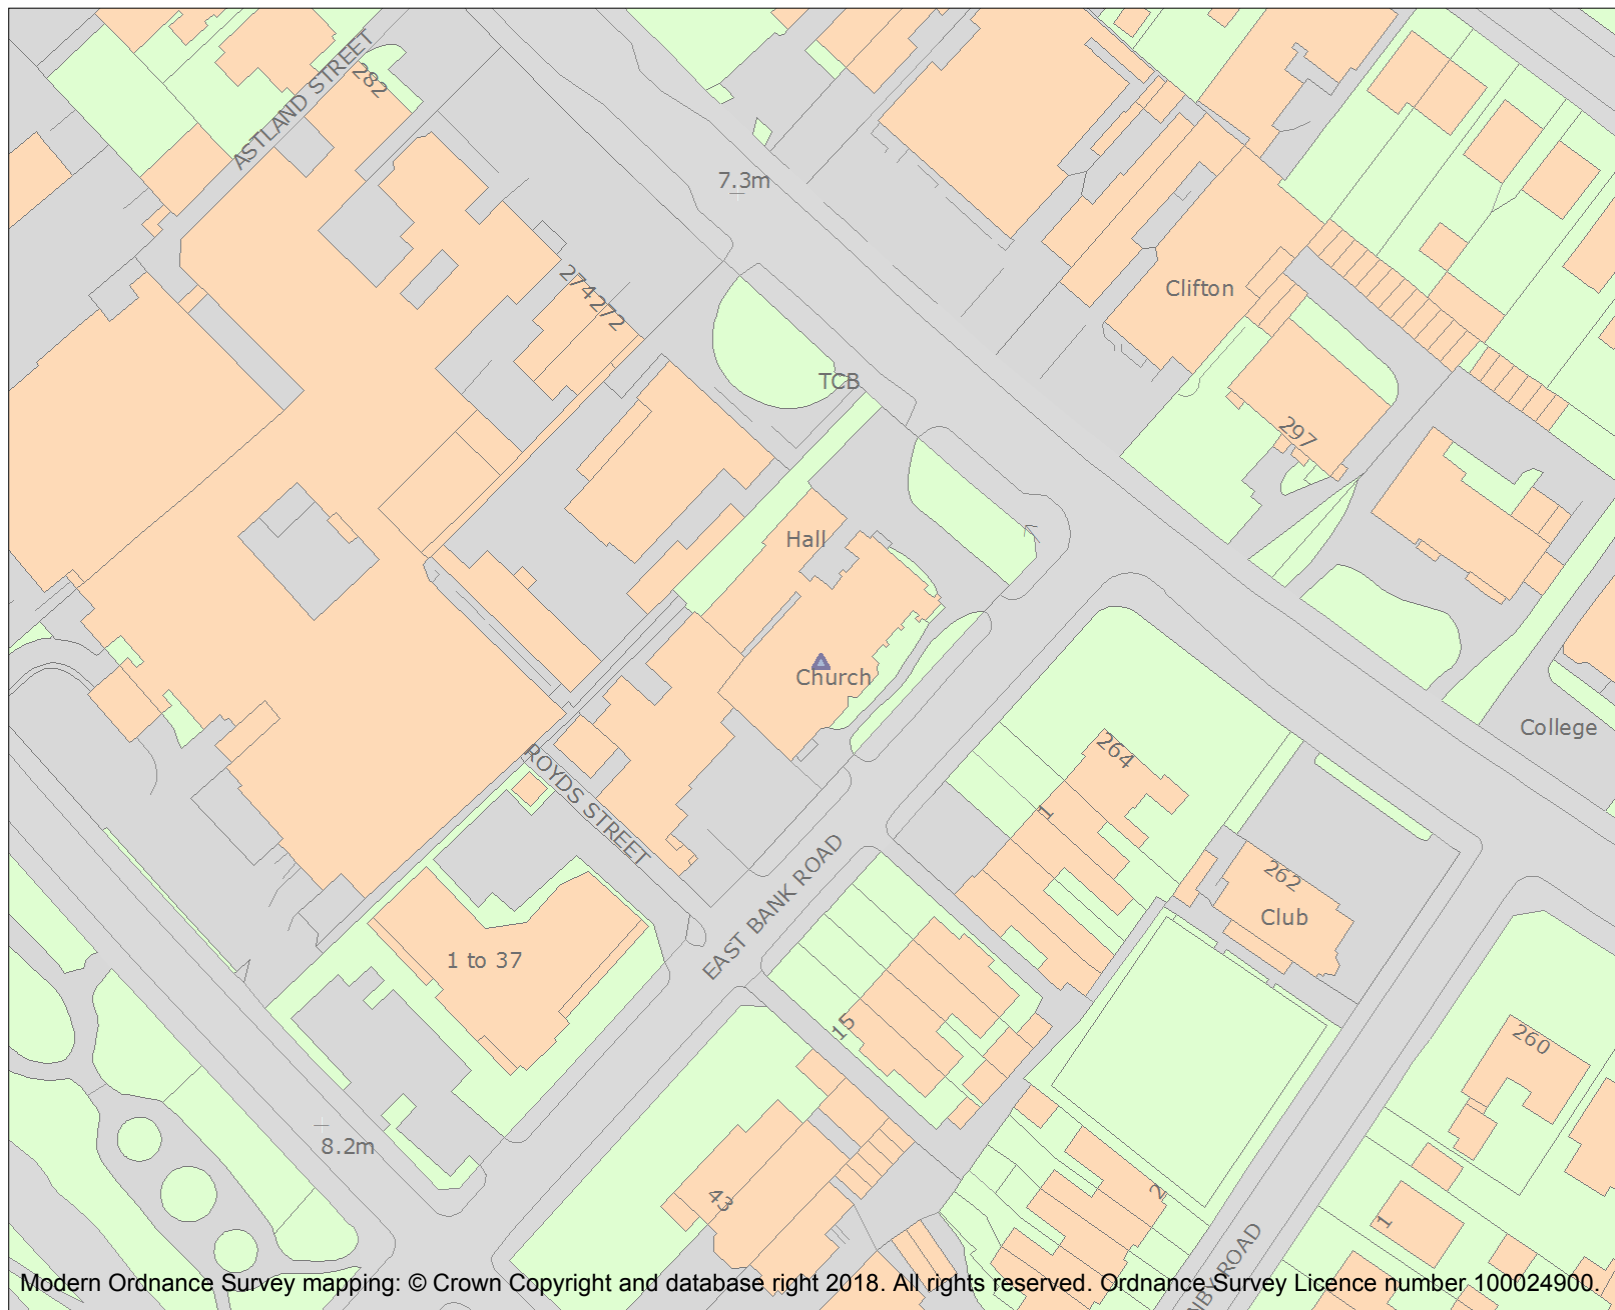 ASTLAND STREET
282
7.3m
274
272
Clifton
TCB
297
Hall
Church
College
264
1
ROYDS STREET
EAST BANK ROAD
262
Club
1 to 37
15
260
8.2m
43
2
1
Modern Ordnance Survey mapping: © Crown Copyright and database right 2018. All rights reserved. Ordnance Survey Licence number 100024900.